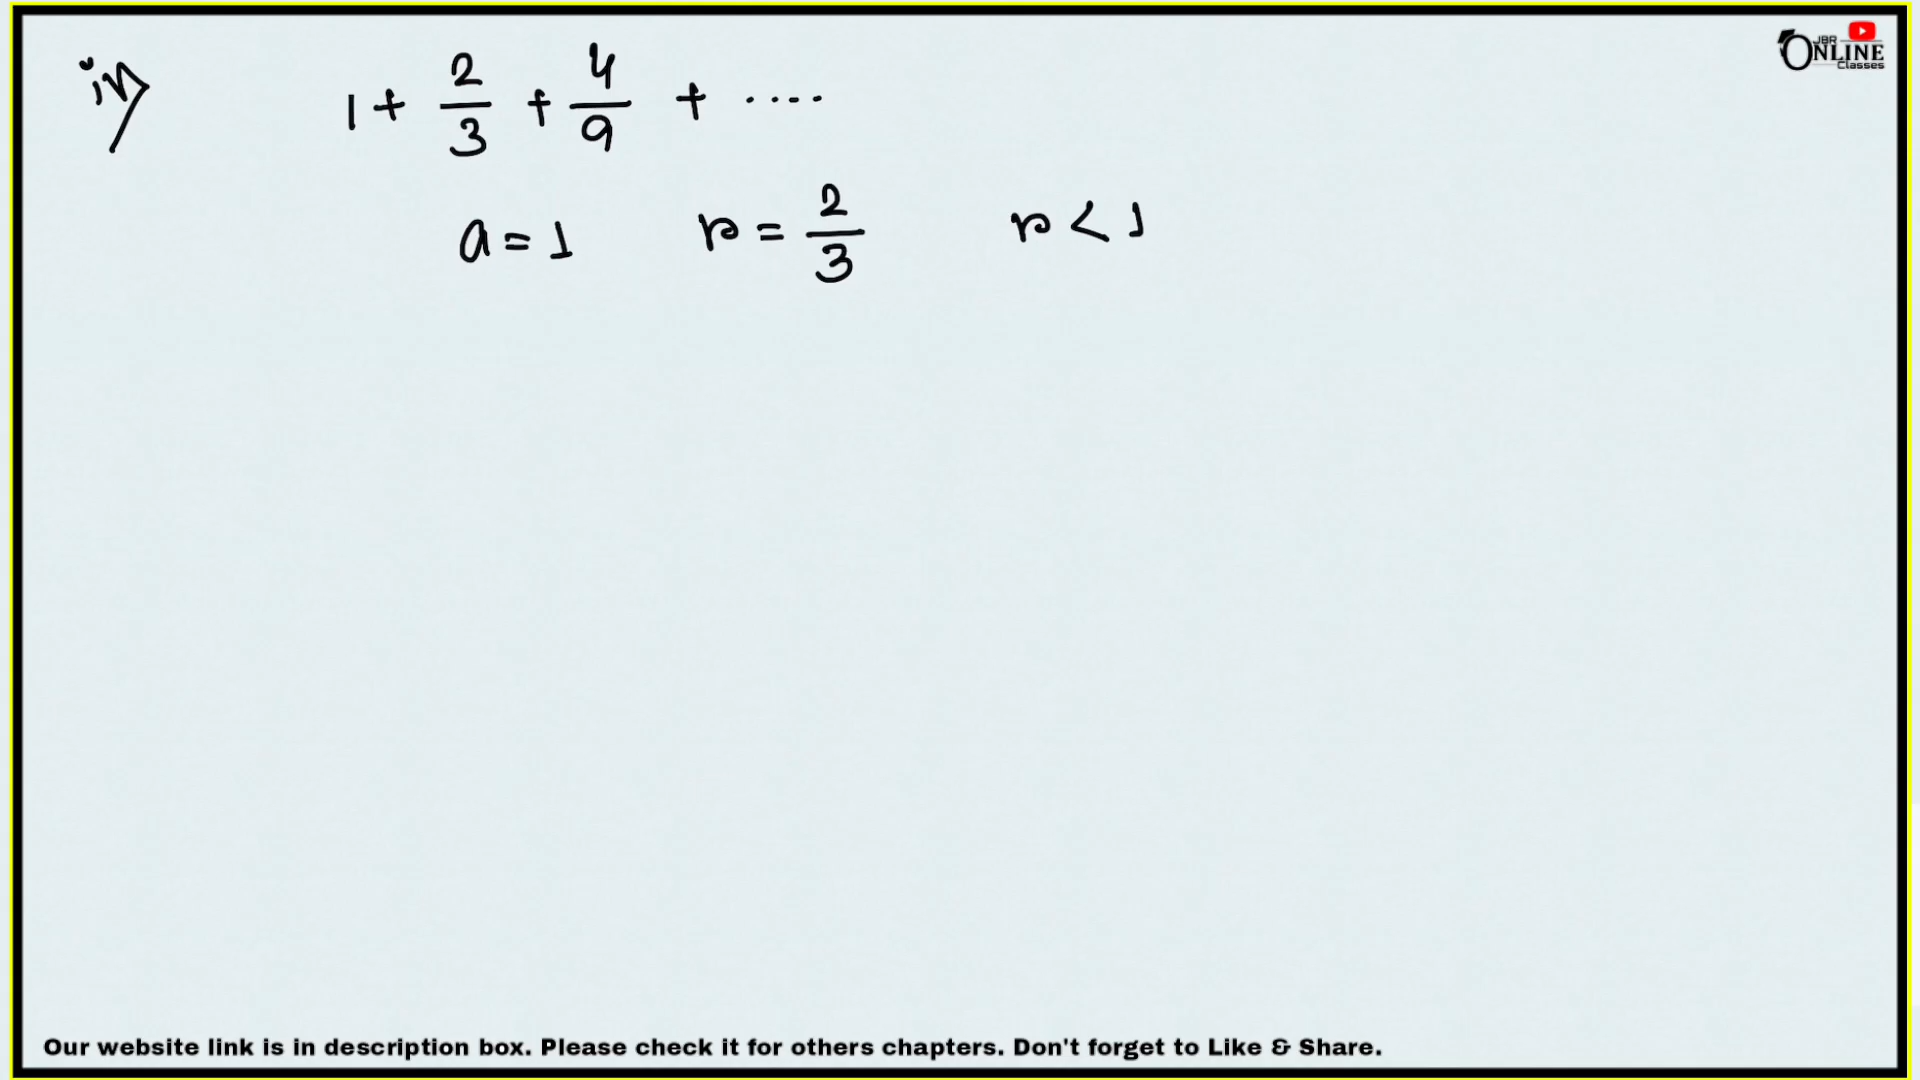 iv) 1 + 2/3 + 4/9 + ....
a = 1 r = 2/3 r < 1
JBR
ONLINE
Classes
Our website link is in description box. Please check it for others chapters. Don't forget to Like & Share.